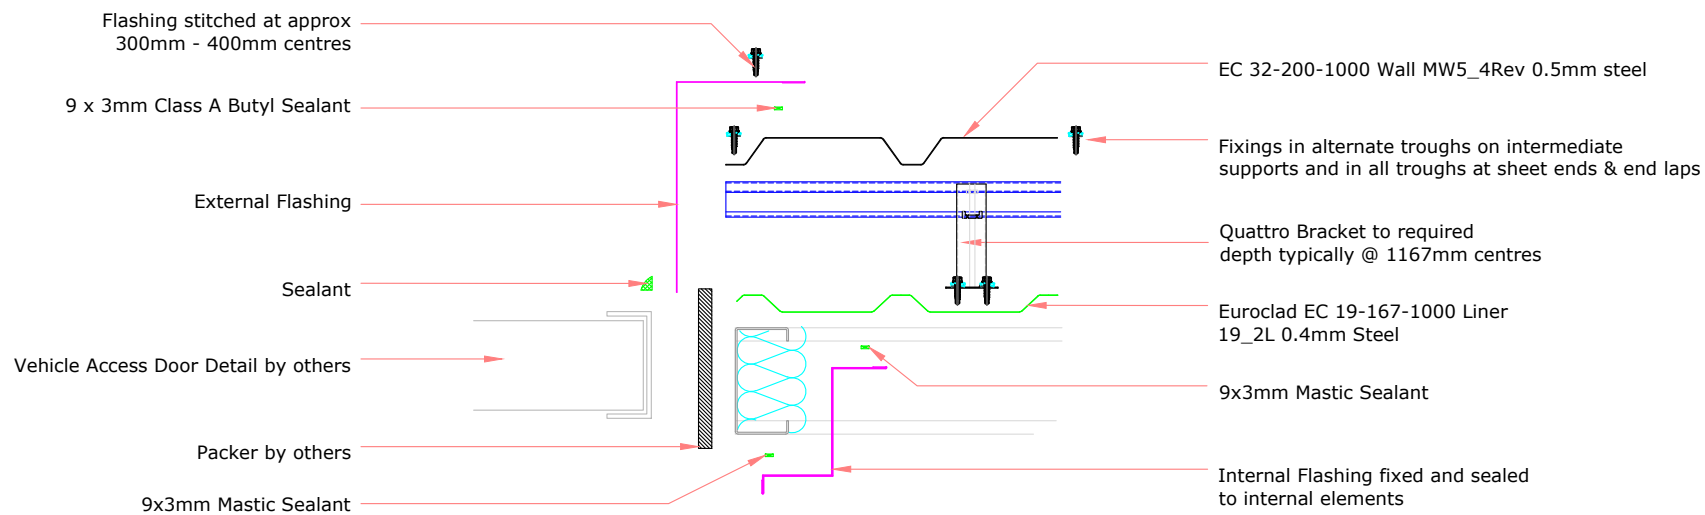 Flashing stitched at approx
300mm - 400mm centres
9 x 3mm Class A Butyl Sealant
External Flashing
Sealant
Vehicle Access Door Detail by others
Packer by others
9x3mm Mastic Sealant
EC 32-200-1000 Wall MW5_4Rev 0.5mm steel
Fixings in alternate troughs on intermediate
supports and in all troughs at sheet ends & end laps
Quattro Bracket to required
depth typically @ 1167mm centres
Euroclad EC 19-167-1000 Liner
19_2L 0.4mm Steel
9x3mm Mastic Sealant
Internal Flashing fixed and sealed
to internal elements